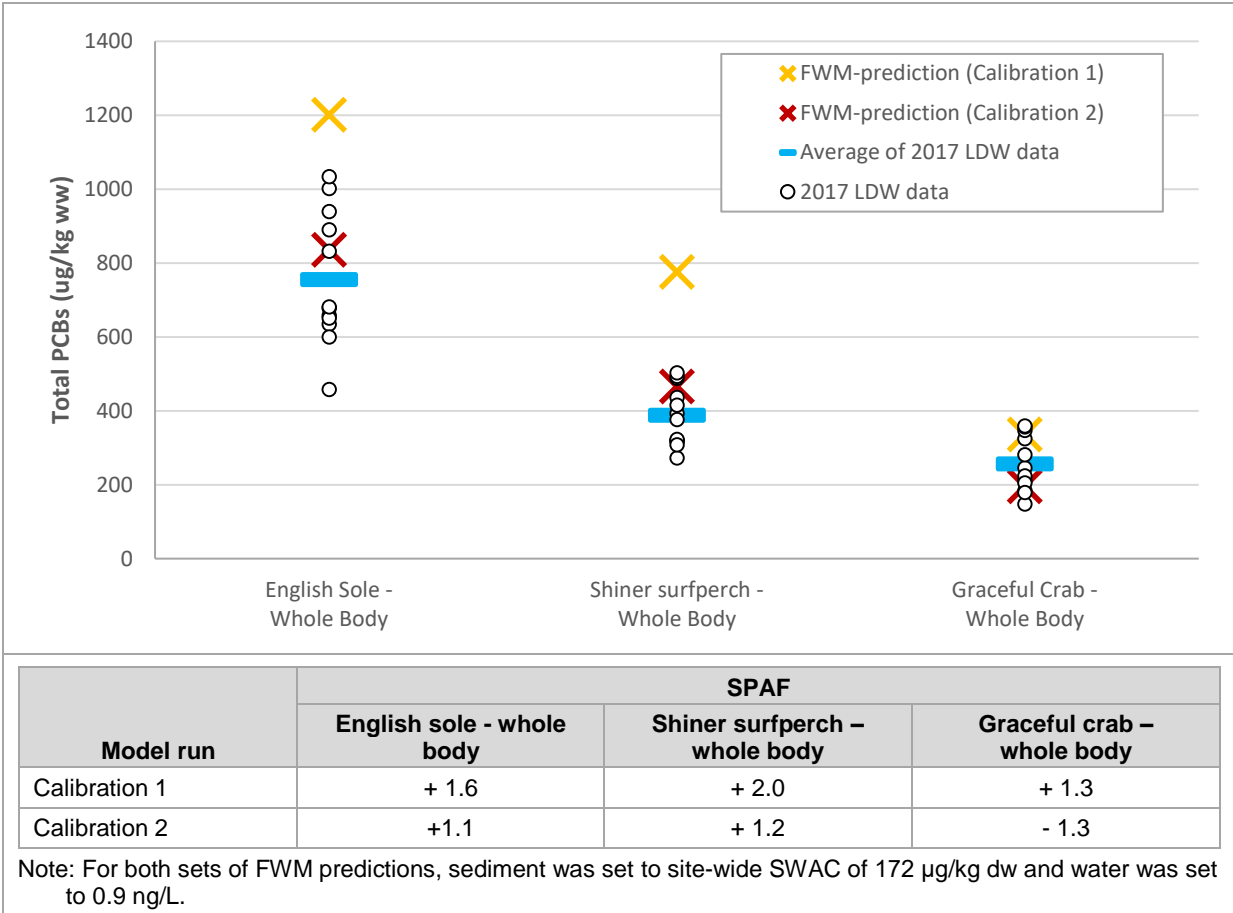 1400
1200
1000
800
600
400
200
0
Total PCBs (ug/kg ww)
FWM-prediction (Calibration 1)
FWM-prediction (Calibration 2)
Average of 2017 LDW data
2017 LDW data
English Sole -
Whole Body
Shiner surfperch -
Whole Body
Graceful Crab -
Whole Body
SPAF
Model run
English sole - whole
body
Shiner surfperch –
whole body
Graceful crab –
whole body
Calibration 1 + 1.6 + 2.0 + 1.3
Calibration 2 +1.1 + 1.2 - 1.3
Note: For both sets of FWM predictions, sediment was set to site-wide SWAC of 172 µg/kg dw and water was set
to 0.9 ng/L.